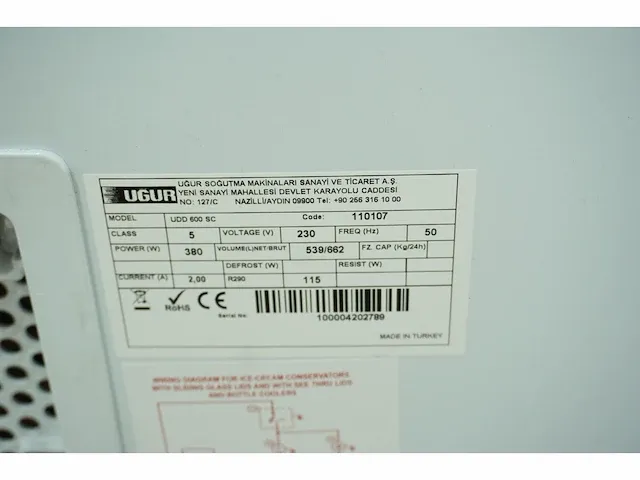 UĞUR
UĞUR SOĞUTMA MAKİNALARI SANAYİ VE TİCARET A.Ş.
YENİ SANAYİ MAHALLESİ DEVLET KARAYOLU CADDESİ
NO: 127/C NAZİLLİ/AYDIN 09900 Tel: +90 256 316 10 00
MODEL UDD 600 SC Code: 110107
CLASS 5 VOLTAGE (V) 230 FREQ (Hz) 50
POWER (W) 380 VOLUME(L)NET/BRUT 539/662 FZ. CAP (Kg/24h)
DEFROST (W) RESIST (W)
CURRENT (A) 2,00 R290 115
RoHS CE
Serial No: 100004202789
MADE IN TURKEY
WIRING DIAGRAM FOR ICE-CREAM CONSERVATORS
WITH SLIDING GLASS LIDS AND WITH SEE THRU LIDS
AND BOTTLE COOLERS